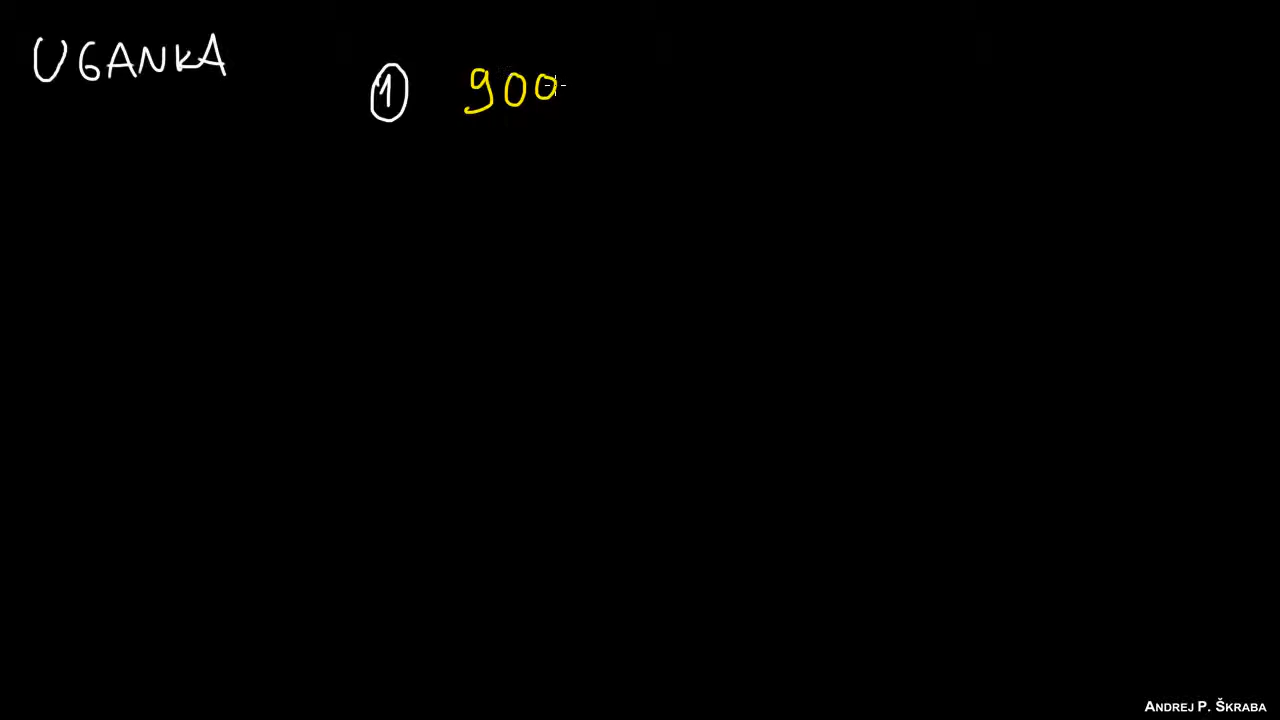 UGANKA
① 900
ANDREJ P. ŠKRABA